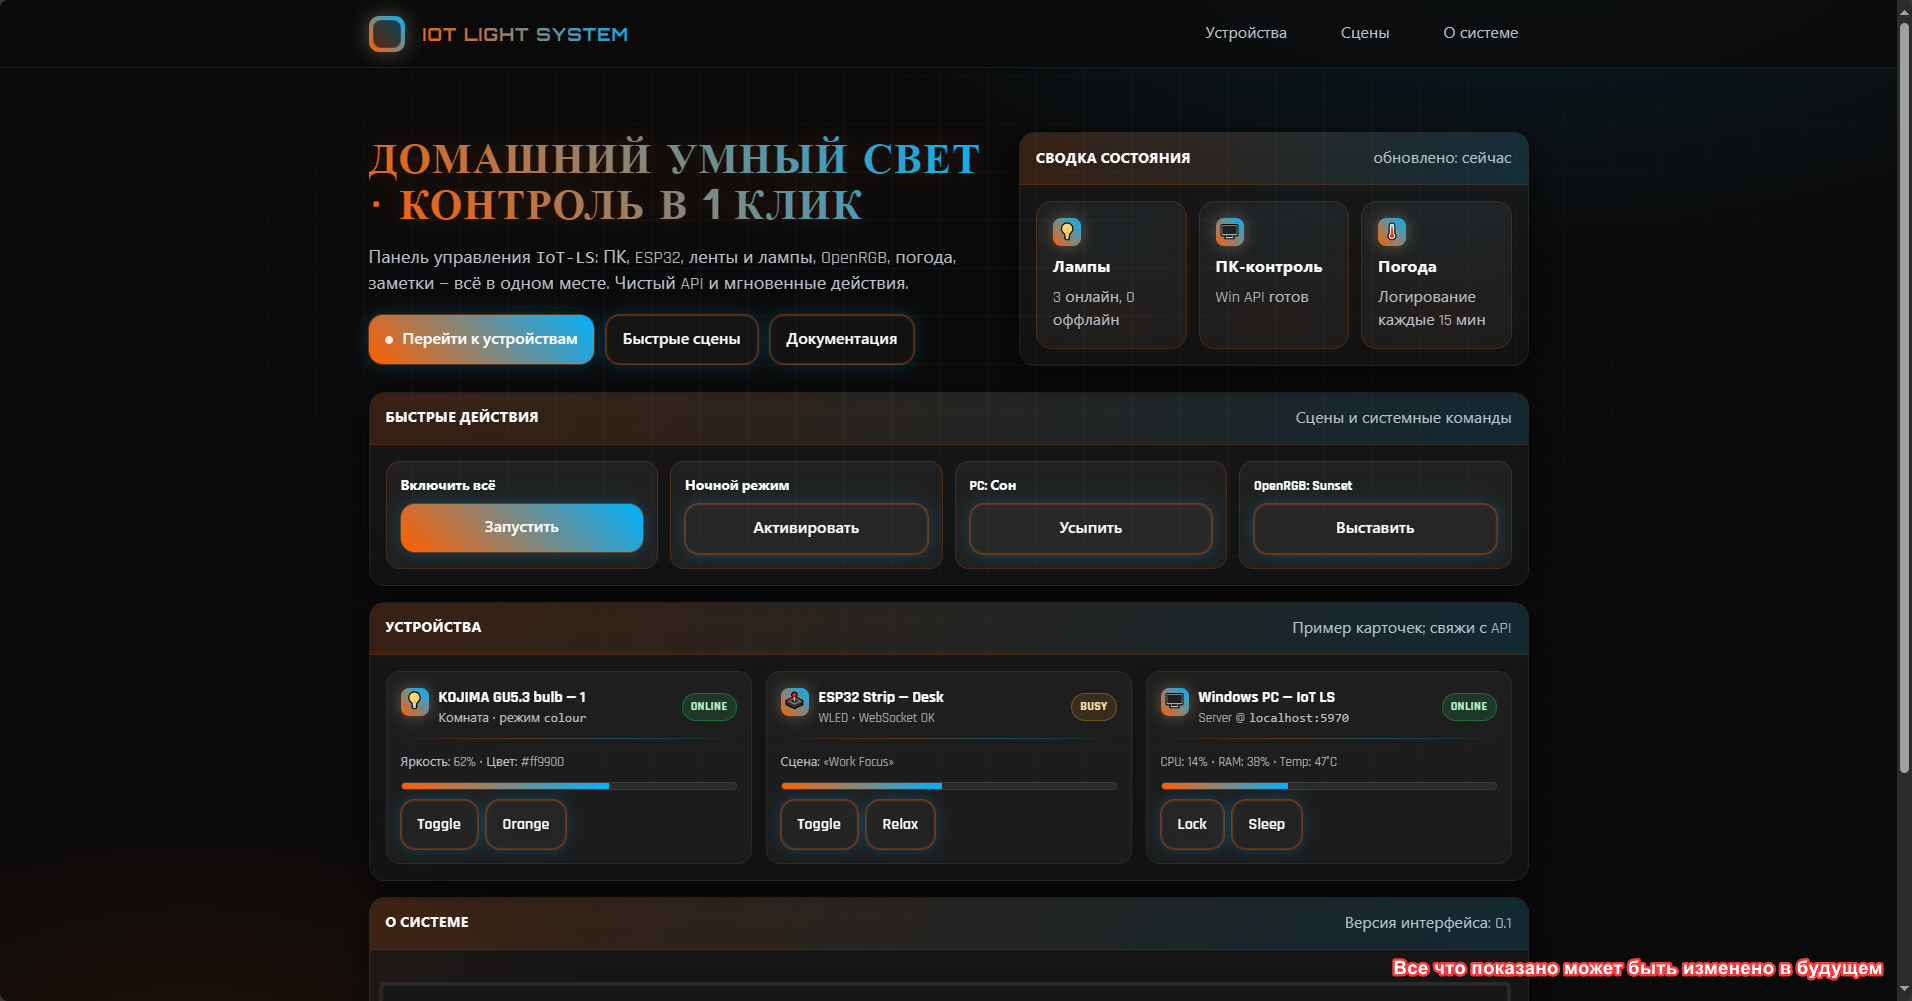 IOT LIGHT SYSTEM
Устройства
Сцены
О системе
ДОМАШНИЙ УМНЫЙ СВЕТ
· КОНТРОЛЬ В 1 КЛИК
Панель управления IoT-LS: ПК, ESP32, ленты и лампы, OpenRGB, погода,
заметки — всё в одном месте. Чистый API и мгновенные действия.
Перейти к устройствам
Быстрые сцены
Документация
СВОДКА СОСТОЯНИЯ
обновлено: сейчас
Лампы
3 онлайн, 0
оффлайн
ПК-контроль
Win API готов
Погода
Логирование
каждые 15 мин
БЫСТРЫЕ ДЕЙСТВИЯ
Сцены и системные команды
Включить всё
Запустить
Ночной режим
Активировать
PC: Сон
Усыпить
OpenRGB: Sunset
Выставить
УСТРОЙСТВА
Пример карточек; свяжи с API
KOJIMA GU5.3 bulb — 1
Комната · режим colour
ONLINE
Яркость: 62% · Цвет: #ff9900
Toggle
Orange
ESP32 Strip — Desk
WLED · WebSocket OK
BUSY
Сцена: «Work Focus»
Toggle
Relax
Windows PC — IoT LS
Server @ localhost:5970
ONLINE
CPU: 14% · RAM: 38% · Temp: 47°C
Lock
Sleep
О СИСТЕМЕ
Версия интерфейса: 0.1
Все что показано может быть изменено в будущем